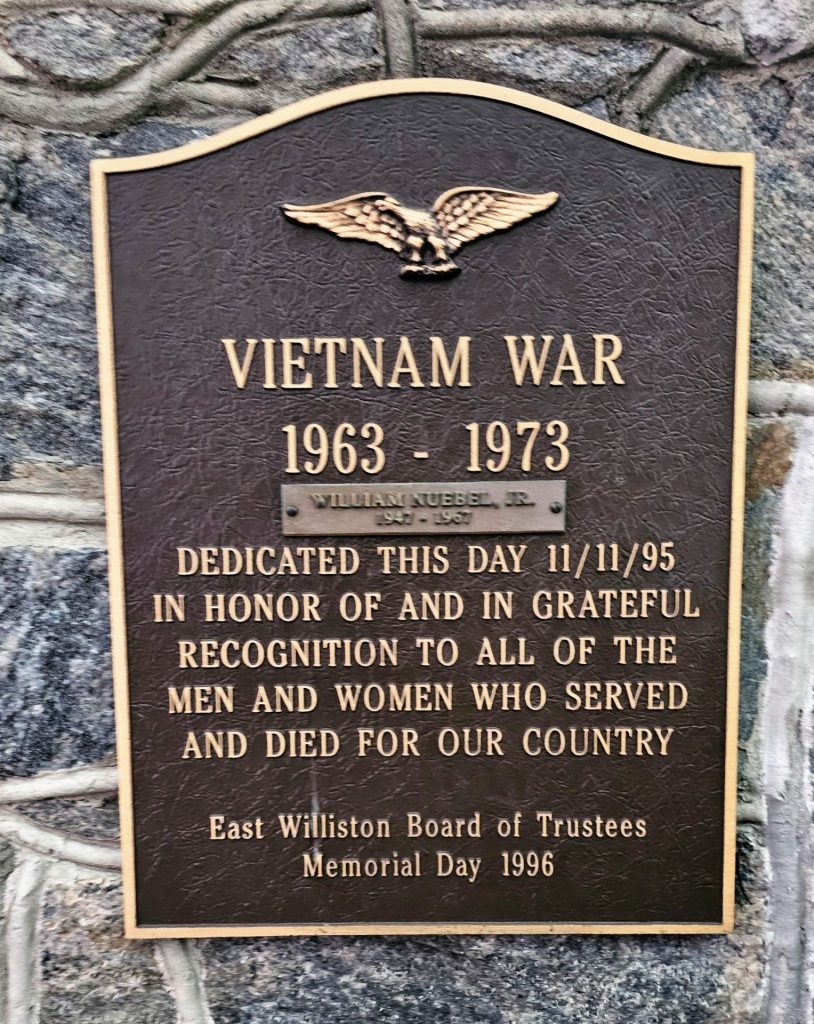 VIETNAM WAR
1963 - 1973
WILLIAM NUEBEL, JR.
1947 - 1967
DEDICATED THIS DAY 11/11/95
IN HONOR OF AND IN GRATEFUL
RECOGNITION TO ALL OF THE
MEN AND WOMEN WHO SERVED
AND DIED FOR OUR COUNTRY
East Williston Board of Trustees
Memorial Day 1996